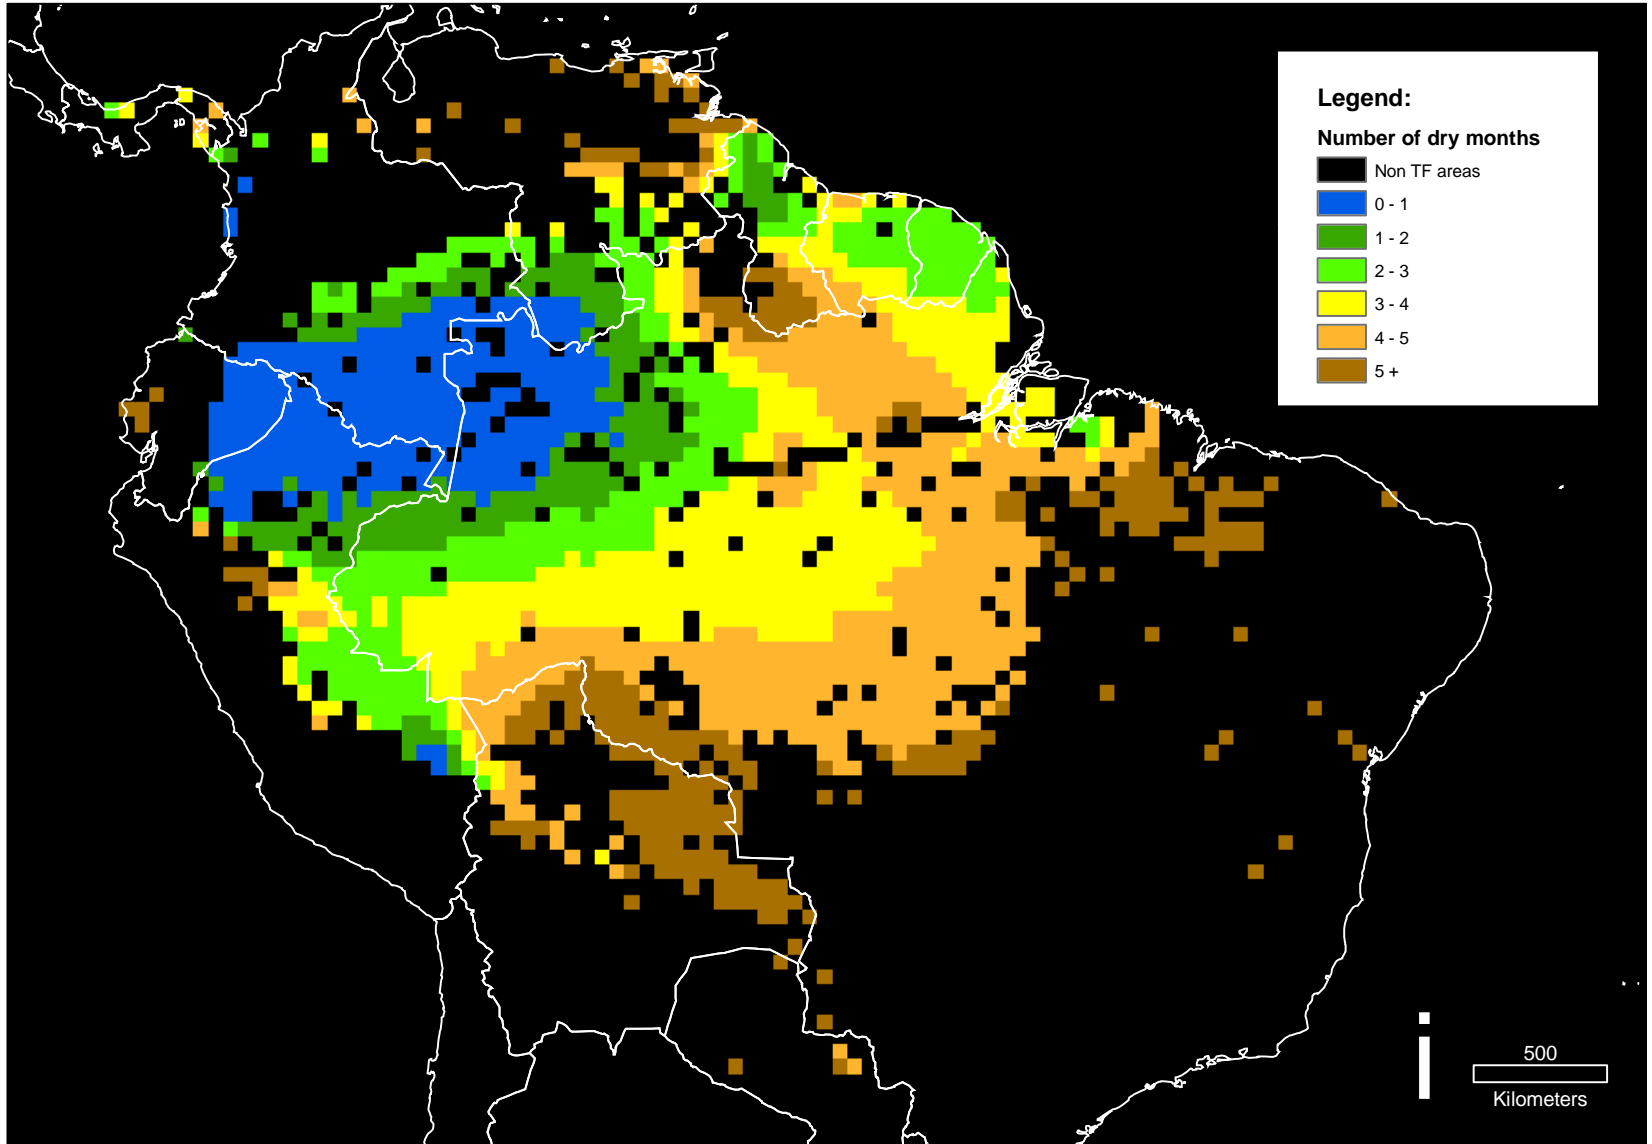 Legend:
Number of dry months
Non TF areas
0 - 1
1 - 2
2 - 3
3 - 4
4 - 5
5 +
500
Kilometers